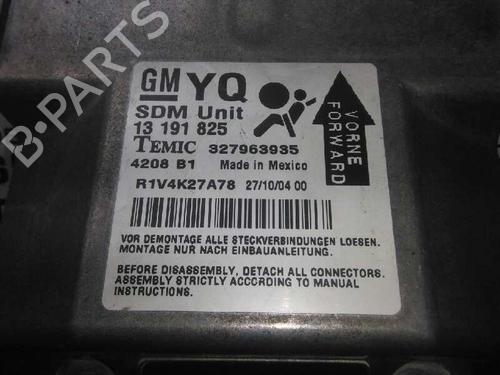 B-PARTS
GM YQ
SDM Unit
13 191 825
TEMIC 327963935
4208 B1 Made in Mexico
R1V4K27A78 27/10/04 00
VORNE
FORWARD
VOR DEMONTAGE ALLE STECKVERBINDUNGEN LOESEN.
MONTAGE NUR NACH EINBAUANLEITUNG.
BEFORE DISASSEMBLY, DETACH ALL CONNECTORS.
ASSEMBLY STRICTLY ACCORDING TO MANUAL
INSTRUCTIONS.